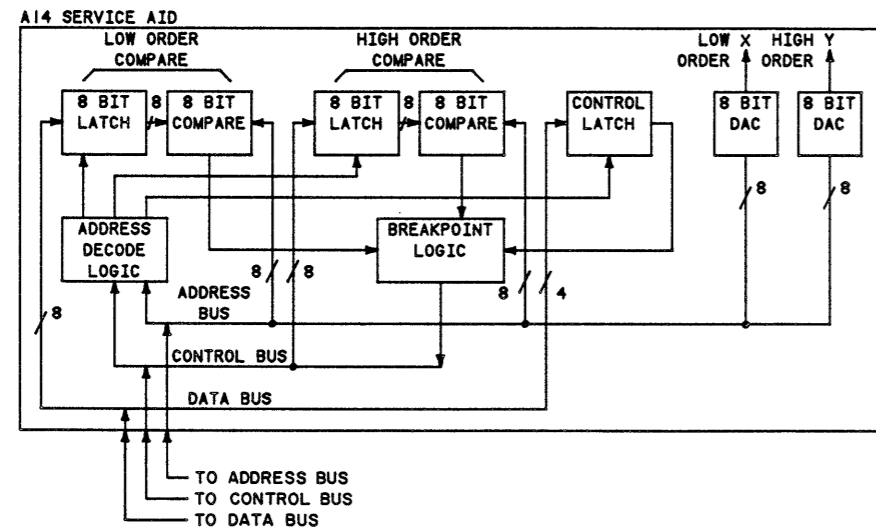 A14 SERVICE AID
LOW ORDER
COMPARE
HIGH ORDER
COMPARE
LOW X
ORDER
HIGH Y
ORDER
8 BIT
LATCH
8
8 BIT
COMPARE
8 BIT
LATCH
8
8 BIT
COMPARE
CONTROL
LATCH
8 BIT
DAC
8 BIT
DAC
8
8
ADDRESS
DECODE
LOGIC
BREAKPOINT
LOGIC
8
8
8
4
8
ADDRESS
BUS
CONTROL BUS
DATA BUS
TO ADDRESS BUS
TO CONTROL BUS
TO DATA BUS